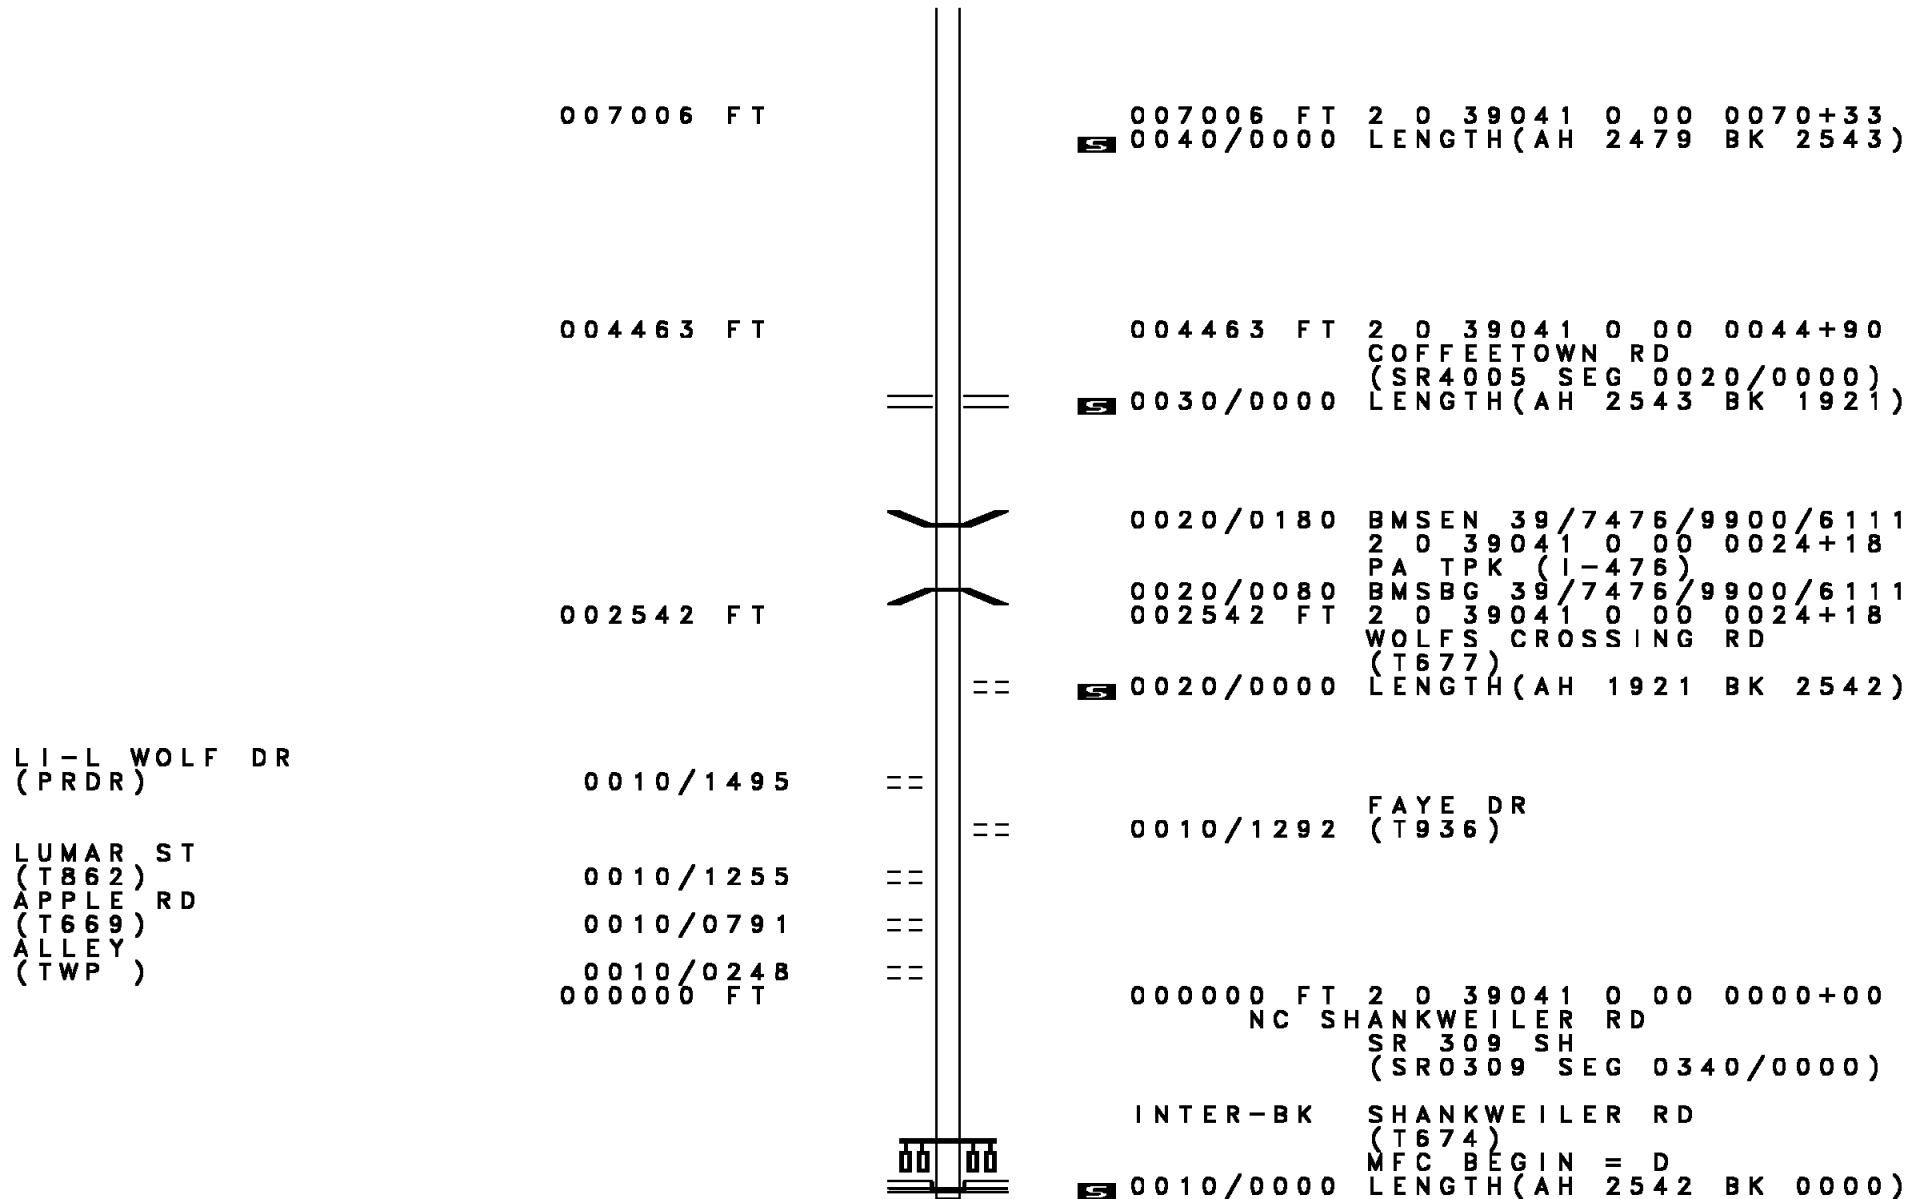 007006 FT 007006 FT 2 0 39041 0 00 0070+33
S 0040/0000 LENGTH(AH 2479 BK 2543)
004463 FT 004463 FT 2 0 39041 0 00 0044+90
COFFEETOWN RD
(SR4005 SEG 0020/0000)
S 0030/0000 LENGTH(AH 2543 BK 1921)
0020/0180 BMSEN 39/7476/9900/6111
2 0 39041 0 00 0024+18
PA TPK (I-476)
0020/0080 BMSBG 39/7476/9900/6111
002542 FT 002542 FT 2 0 39041 0 00 0024+18
WOLFS CROSSING RD
(T677)
S 0020/0000 LENGTH(AH 1921 BK 2542)
LI-L WOLF DR
(PRDR) 0010/1495
FAYE DR
0010/1292 (T936)
LUMAR ST
(T862) 0010/1255
APPLE RD
(T669) 0010/0791
ALLEY
(TWP ) 0010/0248
000000 FT 000000 FT 2 0 39041 0 00 0000+00
NC SHANKWEILER RD
SR 309 SH
(SR0309 SEG 0340/0000)
INTER-BK SHANKWEILER RD
(T674)
MFC BEGIN = D
S 0010/0000 LENGTH(AH 2542 BK 0000)